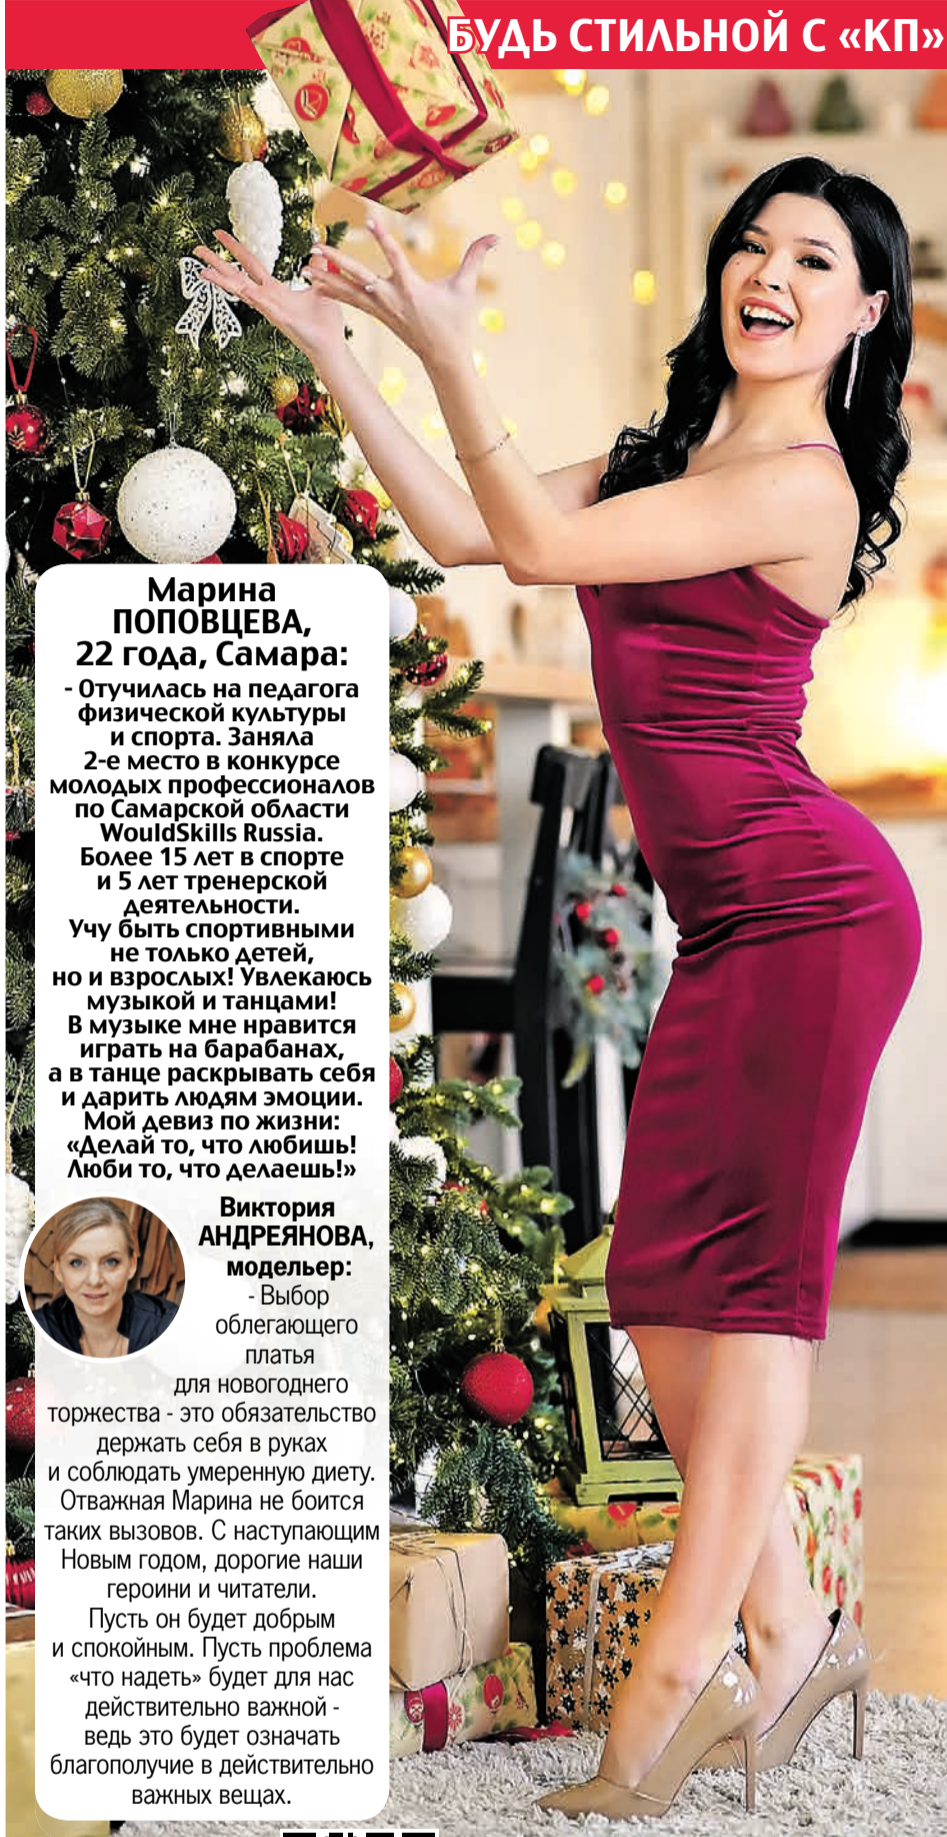 БУДЬ СТИЛЬНОЙ С «КП»
Марина
ПОПОВЦЕВА,
22 года, Самара:
- Отучилась на педагога
физической культуры
и спорта. Заняла
2-е место в конкурсе
молодых профессионалов
по Самарской области
WouldSkills Russia.
Более 15 лет в спорте
и 5 лет тренерской
деятельности.
Учу быть спортивными
не только детей,
но и взрослых! Увлекаюсь
музыкой и танцами!
В музыке мне нравится
играть на барабанах,
а в танце раскрывать себя
и дарить людям эмоции.
Мой девиз по жизни:
«Делай то, что любишь!
Люби то, что делаешь!»
Виктория
АНДРЕЯНОВА,
модельер:
- Выбор
облегающего
платья
для новогоднего
торжества - это обязательство
держать себя в руках
и соблюдать умеренную диету.
Отважная Марина не боится
таких вызовов. С наступающим
Новым годом, дорогие наши
героини и читатели.
Пусть он будет добрым
и спокойным. Пусть проблема
«что надеть» будет для нас
действительно важной -
ведь это будет означать
благополучие в действительно
важных вещах.